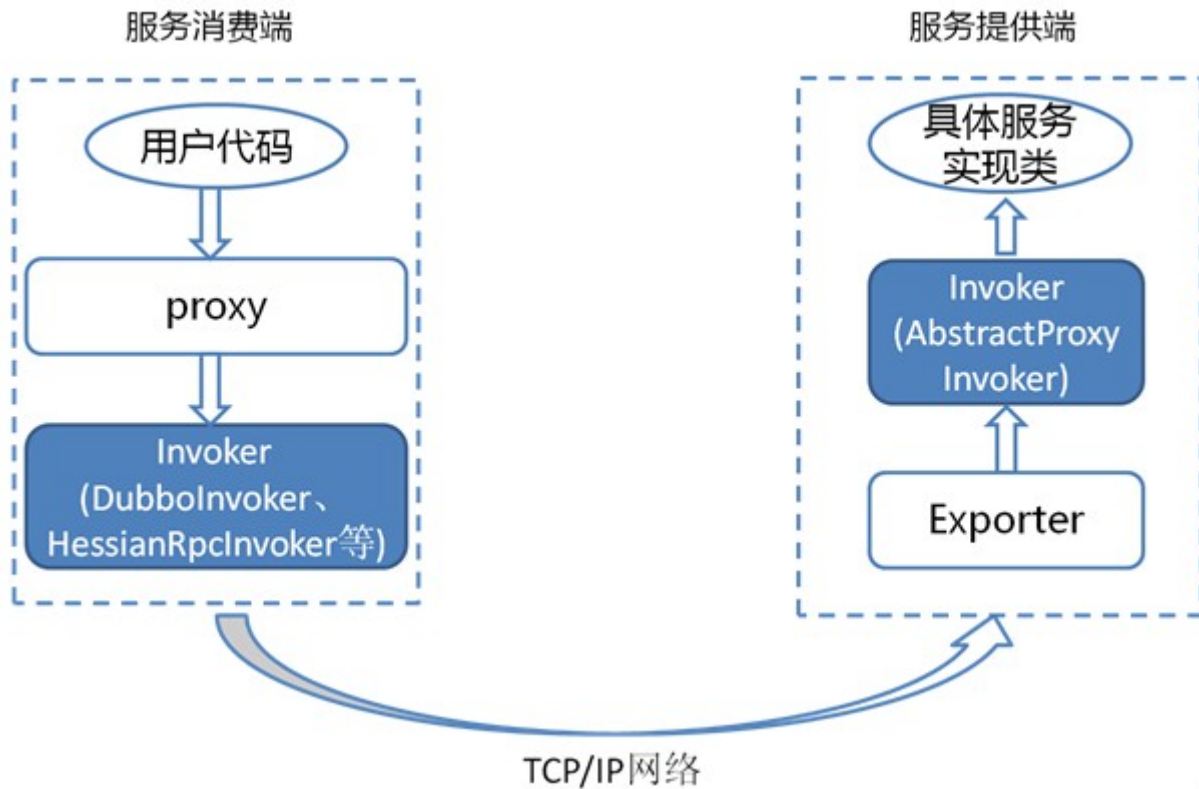 服务消费端
用户代码
proxy
Invoker
(DubboInvoker、
HessianRpcInvoker等)
服务提供端
具体服务
实现类
Invoker
(AbstractProxy
Invoker)
Exporter
TCP/IP网络